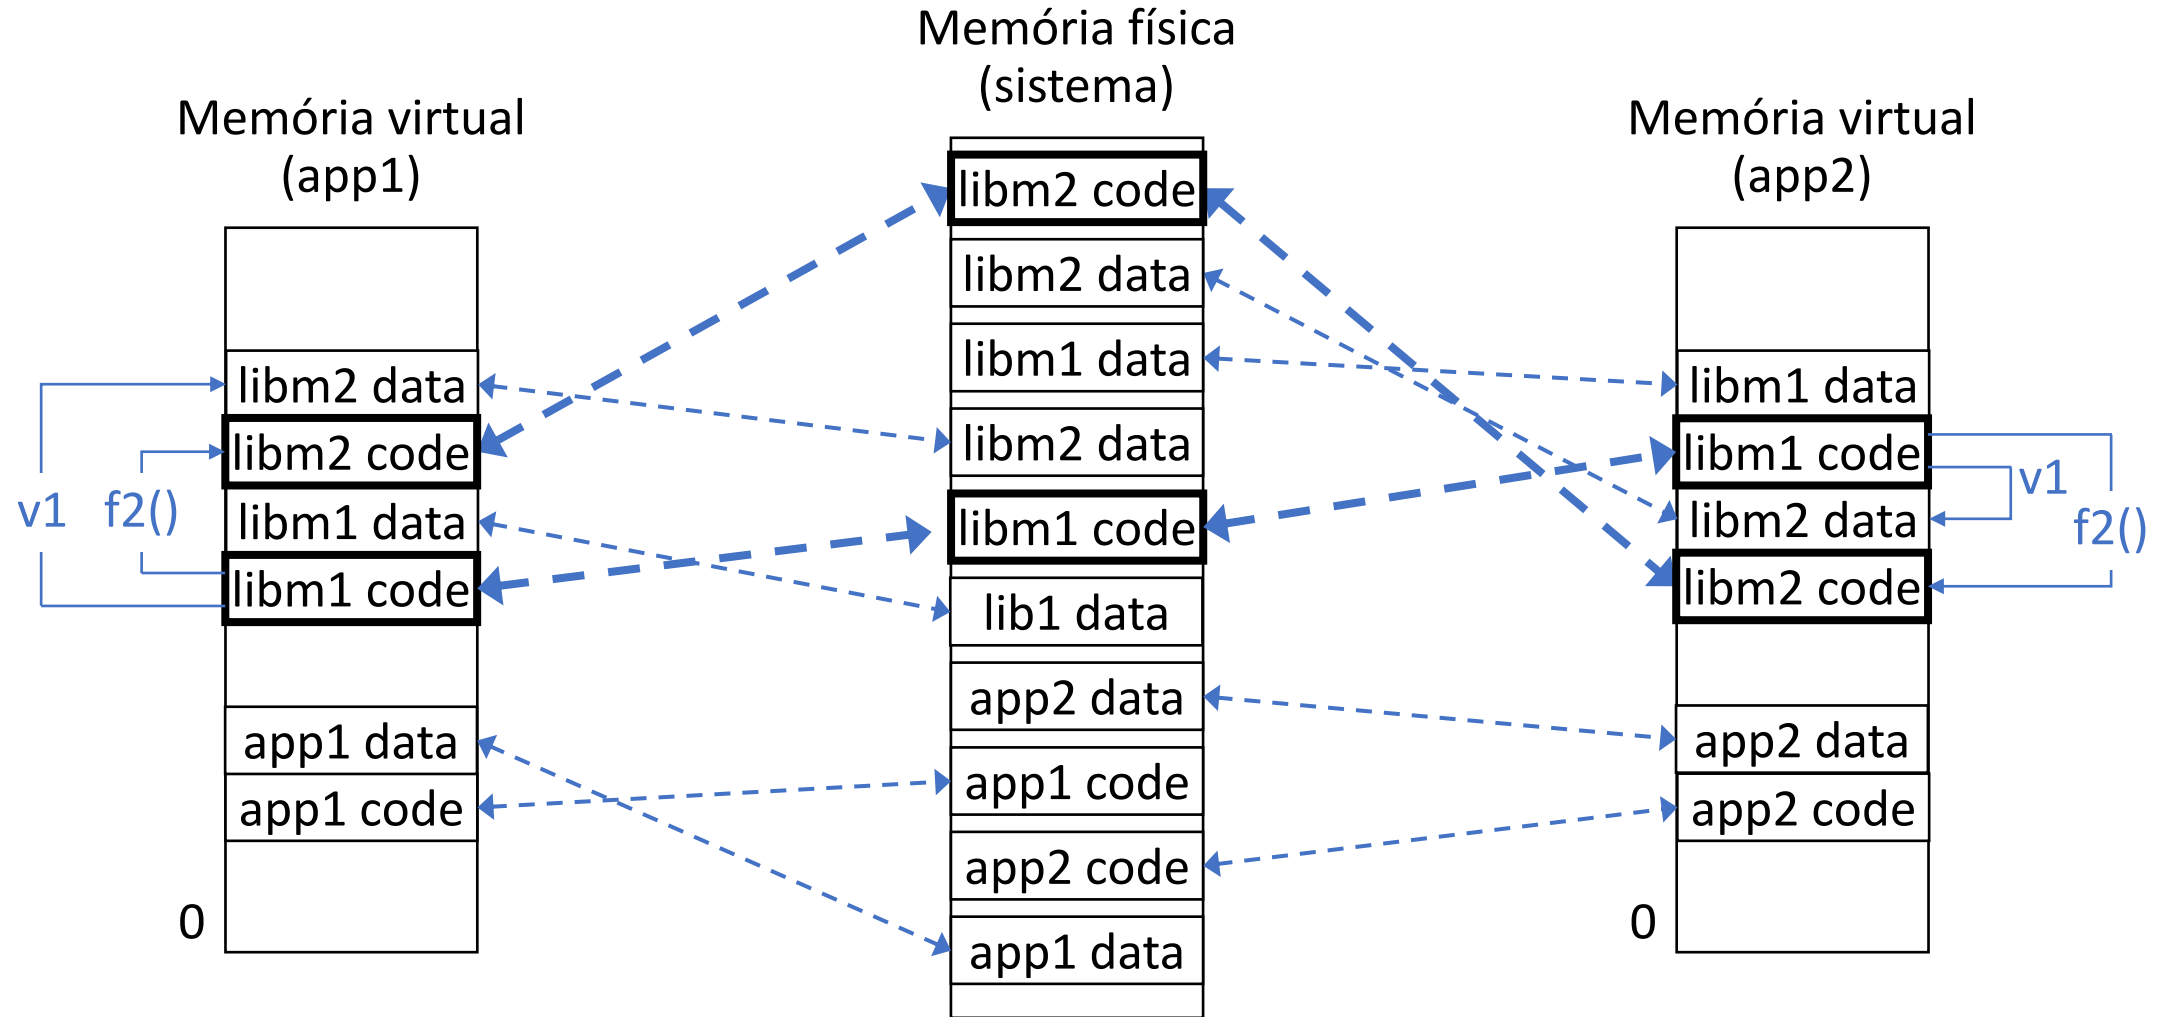 Memória física
(sistema)
Memória virtual
(app1)
Memória virtual
(app2)
libm2 data
libm2 code
libm1 data
libm1 code
app1 data
app1 code
0
v1
f2()
libm2 code
libm2 data
libm1 data
libm2 data
libm1 code
lib1 data
app2 data
app1 code
app2 code
app1 data
libm1 data
libm1 code
libm2 data
libm2 code
app2 data
app2 code
0
v1
f2()